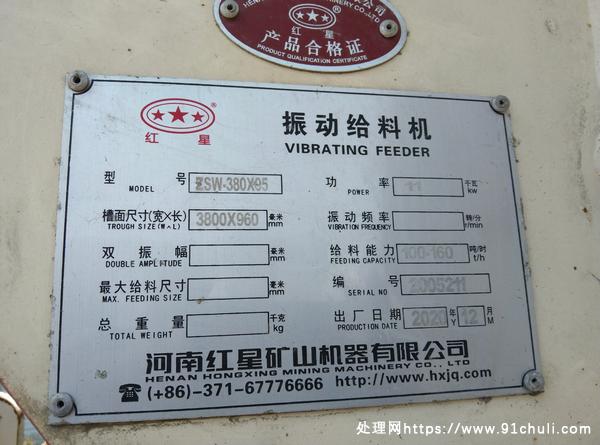 红星
产品合格证
PRODUCT QUALIFICATION CERTIFICATE
红 星
®
振动给料机
VIBRATING FEEDER
型 号 ZSW-380X95
MODEL
功 率 11 千瓦
POWER kw
槽面尺寸(宽×长) 3800X960 毫米
TROUGH SIZE(W×L) mm
振动频率 转/分
VIBRATION FREQUENCY r/min
双 振 幅 毫米
DOUBLE AMPLITUDE mm
给料能力 100-160 吨/时
FEEDING CAPACITY t/h
最大给料尺寸 毫米
MAX. FEEDING SIZE mm
编 号 2005211
SERIAL NO
总 重 量 千克
TOTAL WEIGHT kg
出厂日期 2020 年 12 月
PRODUCTION DATE Y M
河南红星矿山机器有限公司
HENAN HONGXING MINING MACHINERY CO., LTD
☎(+86)-371-67776666 http://www.hxjq.com
处理网https://www.91chuli.com/